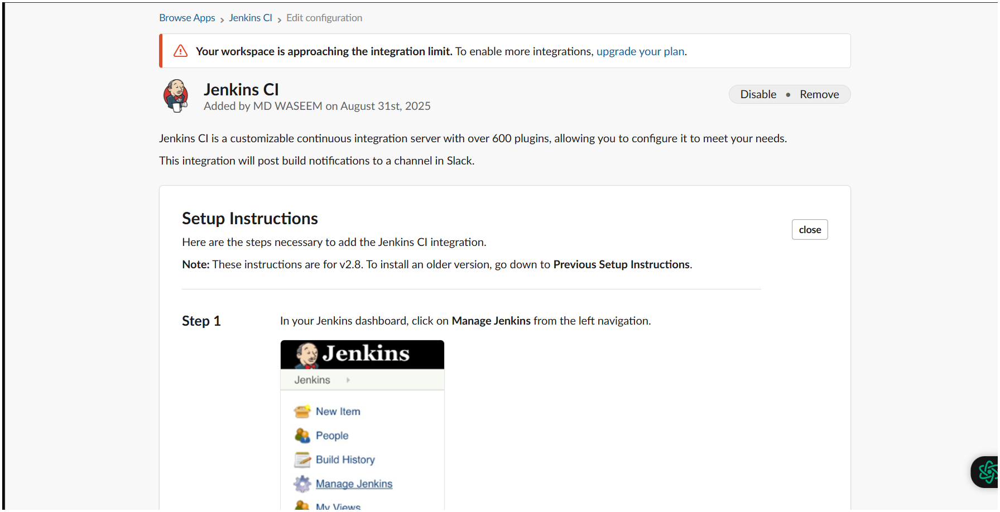 Browse Apps > Jenkins CI > Edit configuration
Your workspace is approaching the integration limit. To enable more integrations, upgrade your plan.
Jenkins CI
Added by MD WASEEM on August 31st, 2025
Disable • Remove
Jenkins CI is a customizable continuous integration server with over 600 plugins, allowing you to configure it to meet your needs.
This integration will post build notifications to a channel in Slack.
Setup Instructions
close
Here are the steps necessary to add the Jenkins CI integration.
Note: These instructions are for v2.8. To install an older version, go down to Previous Setup Instructions.
Step 1
In your Jenkins dashboard, click on Manage Jenkins from the left navigation.
Jenkins
Jenkins
New Item
People
Build History
Manage Jenkins
My Views